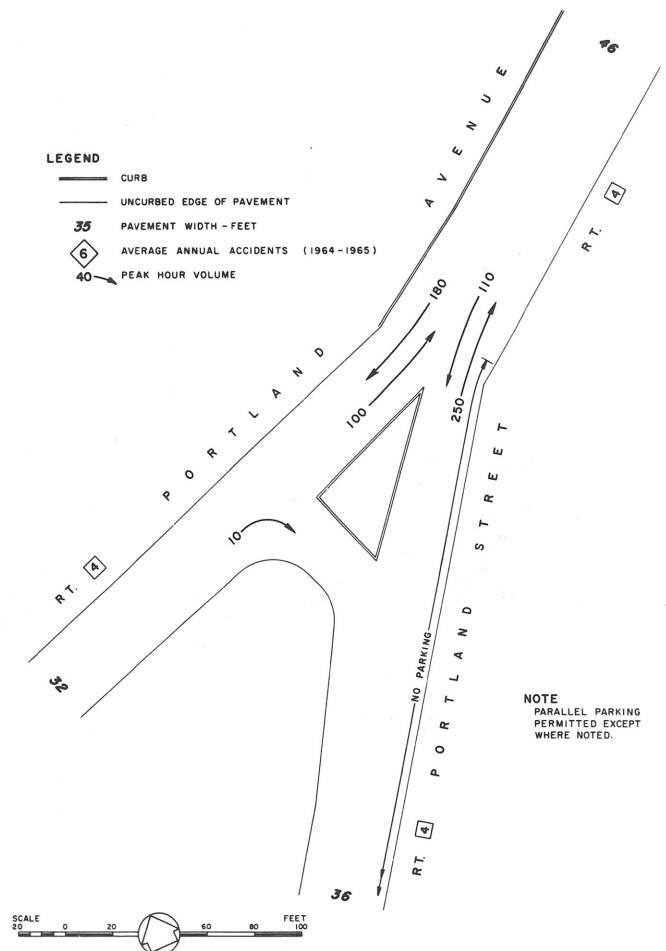 46
AVENUE
LEGEND
CURB
UNCURBED EDGE OF PAVEMENT
35 PAVEMENT WIDTH - FEET
6 AVERAGE ANNUAL ACCIDENTS (1964-1965)
40 PEAK HOUR VOLUME
RT. 4
180
110
PORTLAND
100
250
10
STREET
RT. 4
NO PARKING
PORTLAND
32
NOTE
PARALLEL PARKING
PERMITTED EXCEPT
WHERE NOTED.
RT. 4
36
SCALE FEET
20 0 20 60 80 100